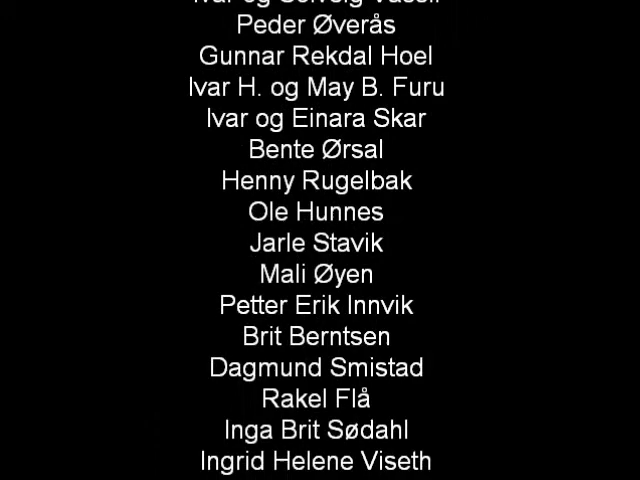 Peder Øverås
Gunnar Rekdal Hoel
Ivar H. og May B. Furu
Ivar og Einara Skar
Bente Ørsal
Henny Rugelbak
Ole Hunnes
Jarle Stavik
Mali Øyen
Petter Erik Innvik
Brit Berntsen
Dagmund Smistad
Rakel Flå
Inga Brit Sødahl
Ingrid Helene Viseth